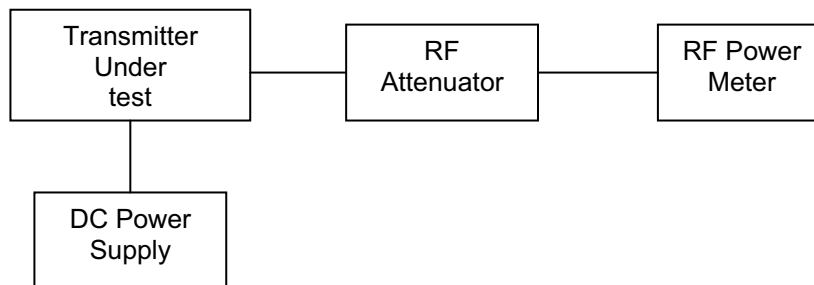 Transmitter
Under
test
RF
Attenuator
RF Power
Meter
DC Power
Supply